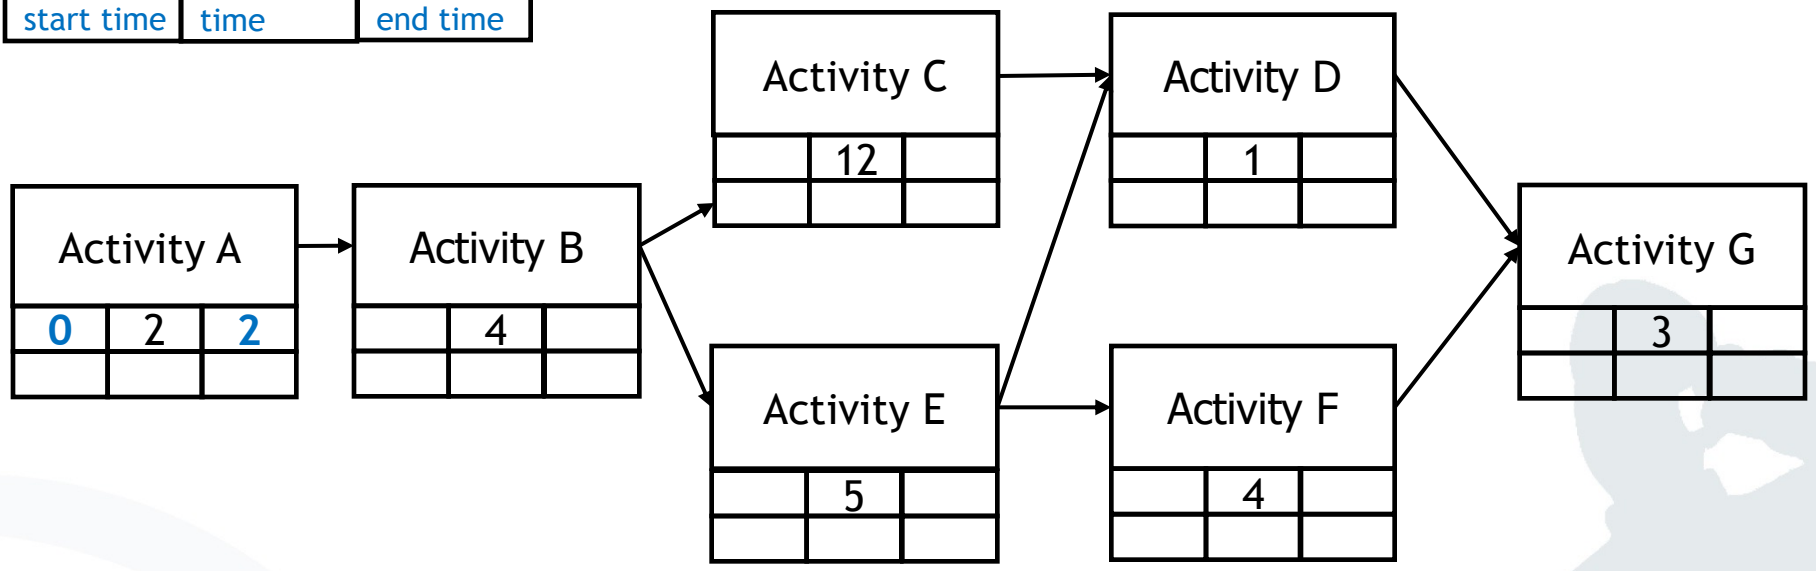 start time time end time
Activity C
12
Activity D
1
Activity A
0 2 2
Activity B
4
Activity E
5
Activity F
4
Activity G
3